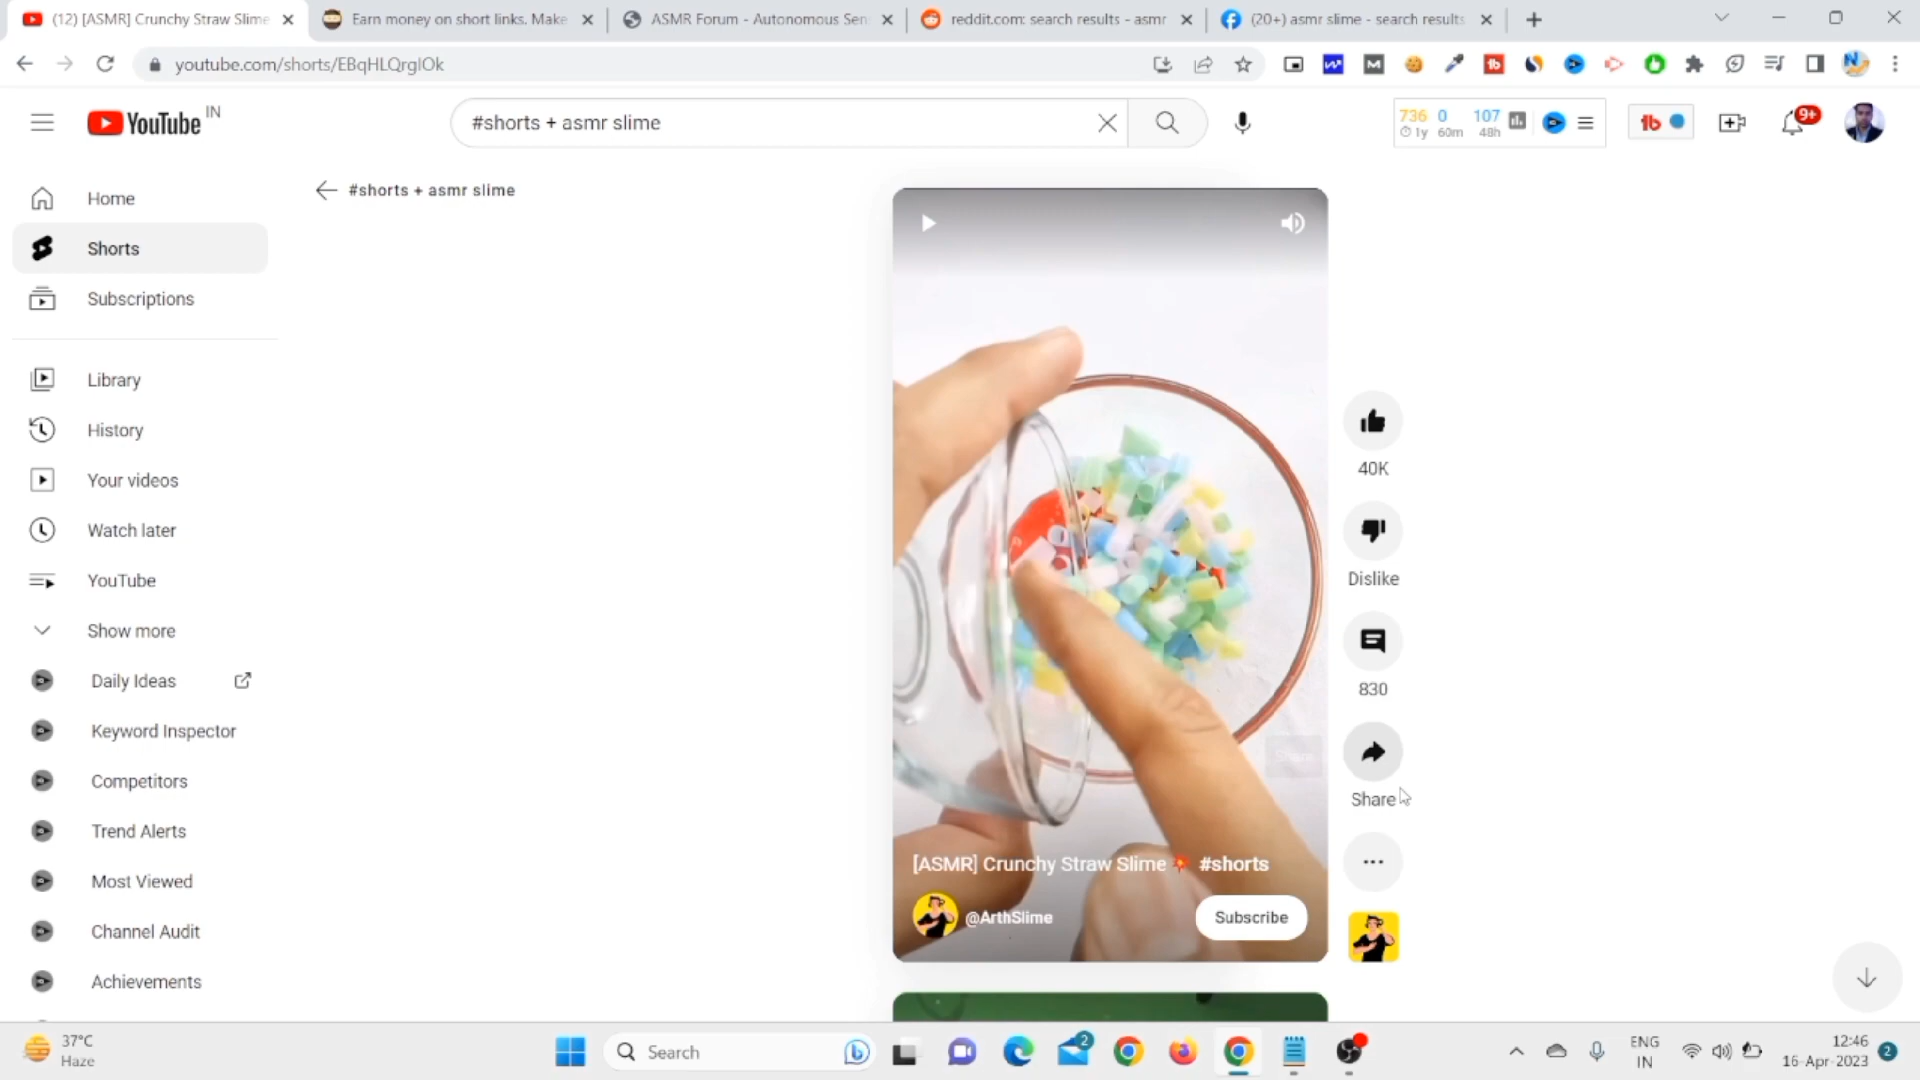 (12) [ASMR] Crunchy Straw Slime
Earn money on short links. Make
ASMR Forum - Autonomous Sen
reddit.com: search results - asmr
(20+) asmr slime - search results
youtube.com/shorts/EBqHLQrgIOk
YouTube IN
#shorts + asmr slime
736 0 107
1y 60m 48h
9+
Home
Shorts
Subscriptions
Library
History
Your videos
Watch later
YouTube
Show more
Daily Ideas
Keyword Inspector
Competitors
Trend Alerts
Most Viewed
Channel Audit
Achievements
#shorts + asmr slime
40K
Dislike
830
Share
Share
[ASMR] Crunchy Straw Slime 💥 #shorts
@ArthSlime
Subscribe
37°C
Haze
Search
2
ENG
IN
12:46
16-Apr-2023
2